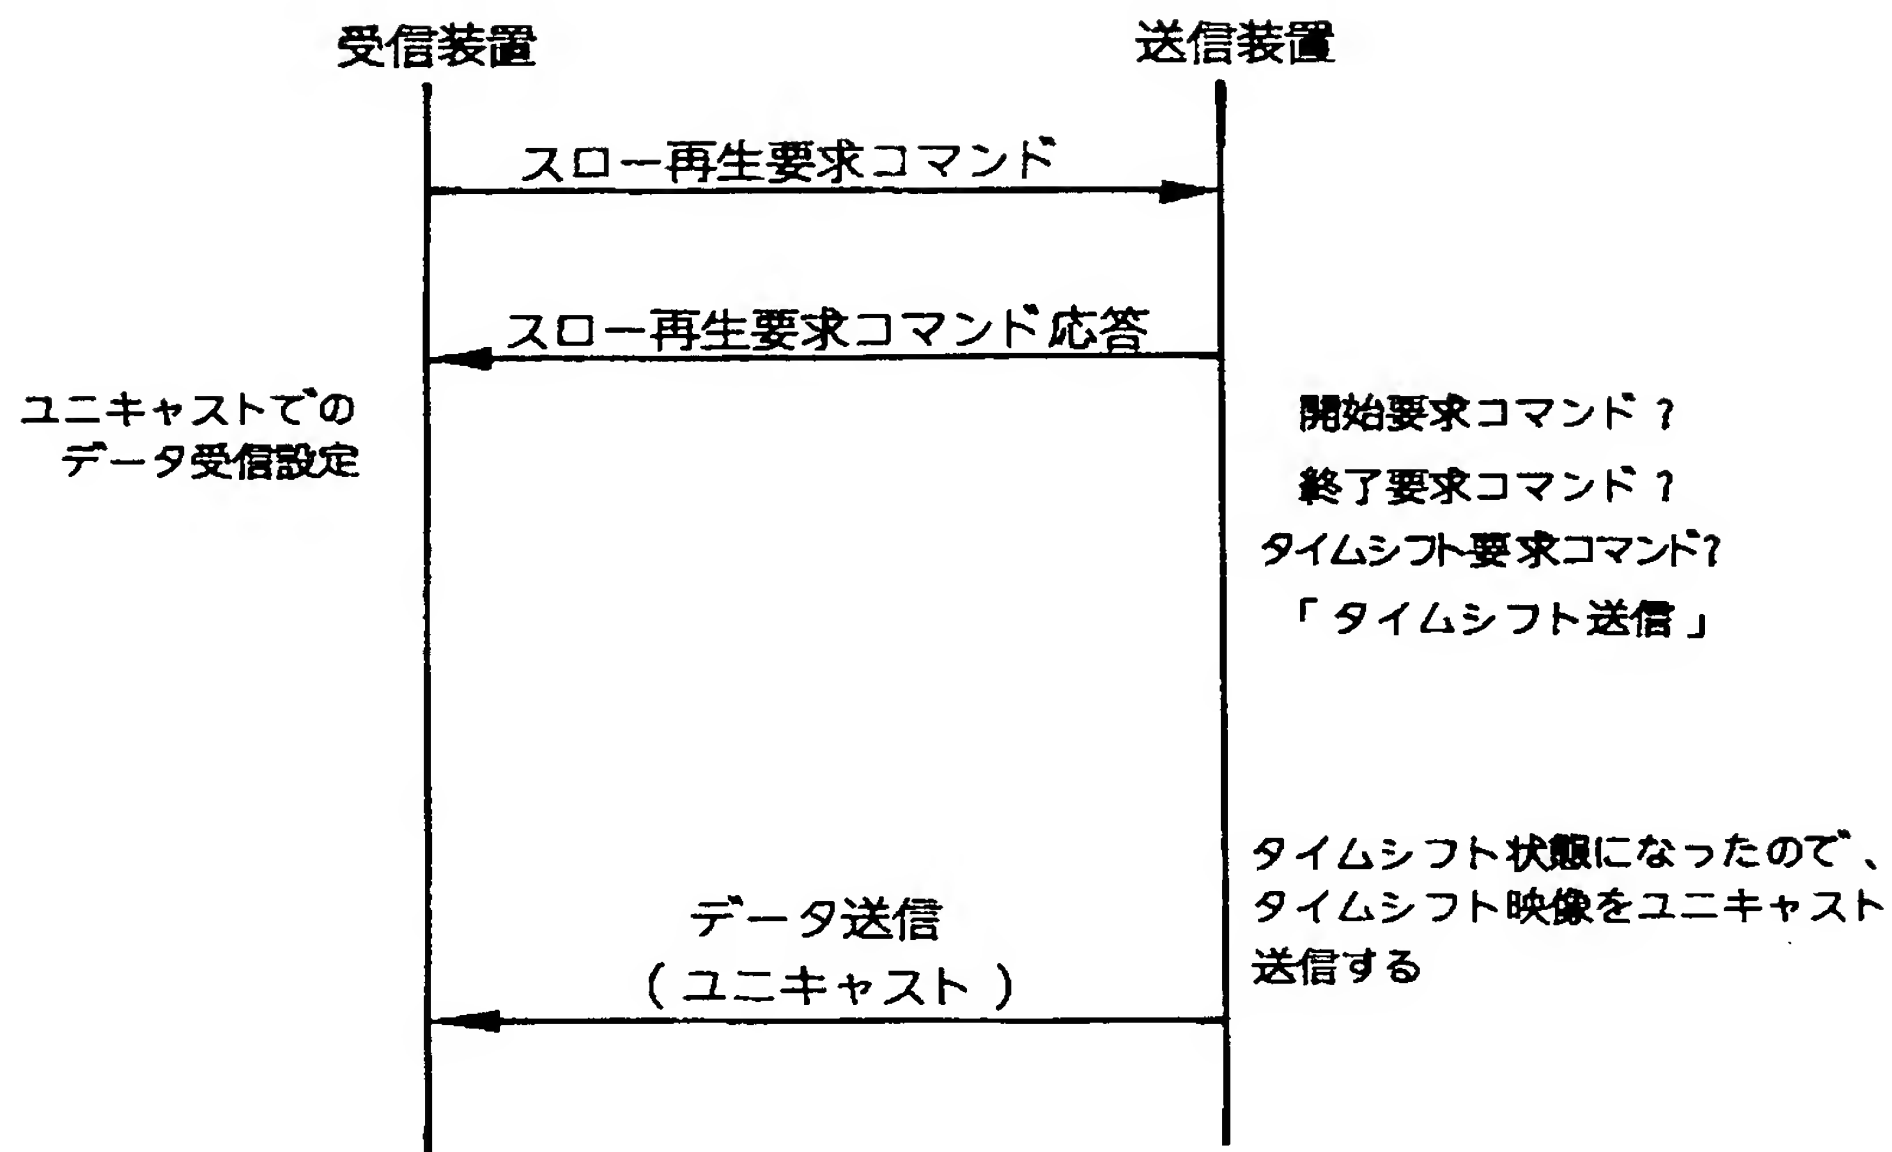 受信装置
送信装置
スロー再生要求コマンド
スロー再生要求コマンド応答
ユニキャストでの
データ受信設定
開始要求コマンド？
終了要求コマンド？
タイムシフト要求コマンド？
「タイムシフト送信」
タイムシフト状態になったので、
タイムシフト映像をユニキャスト
送信する
データ送信
（ユニキャスト）